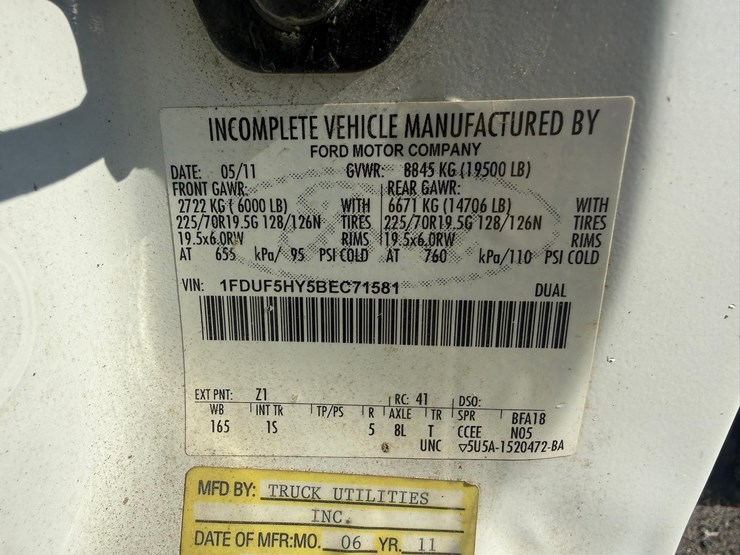 INCOMPLETE VEHICLE MANUFACTURED BY
FORD MOTOR COMPANY
DATE: 05/11 GVWR: 8845 KG (19500 LB)
FRONT GAWR: REAR GAWR:
2722 KG ( 6000 LB) WITH 6671 KG (14706 LB) WITH
225/70R19.5G 128/126N TIRES 225/70R19.5G 128/126N TIRES
19.5x6.0RW RIMS 19.5x6.0RW RIMS
AT 655 kPa/ 95 PSI COLD AT 760 kPa/110 PSI COLD
VIN: 1FDUF5HY5BEC71581 DUAL
EXT PNT: Z1 RC: 41 DSO:
WB INT TR TP/PS R AXLE TR SPR BFA18
165 1S 5 8L T CCEE N05
UNC ▽5U5A-1520472-BA
MFD BY: TRUCK UTILITIES
INC.
DATE OF MFR:MO. 06 YR. 11